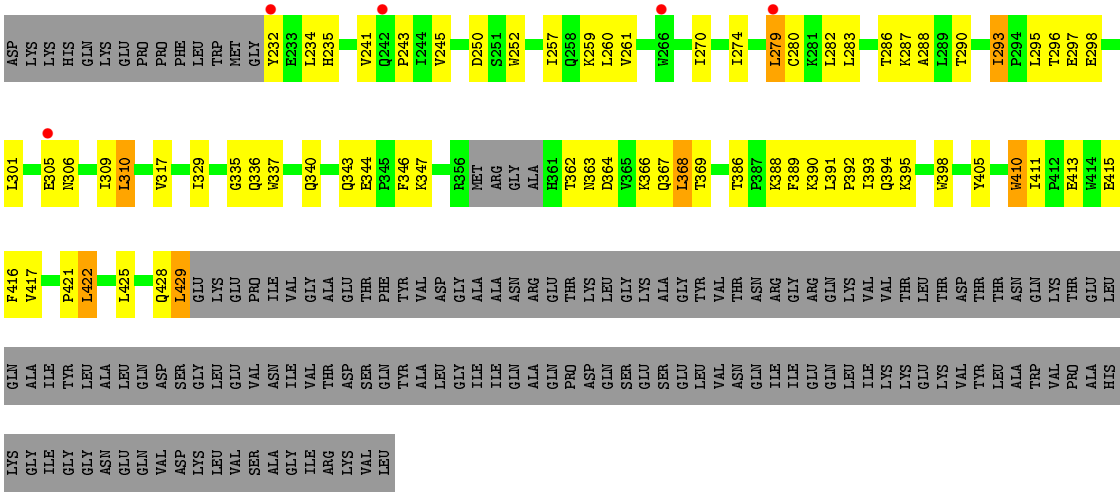 ASP LYS LYS HIS GLN LYS GLU PRO PRO PHE LEU TRP MET GLY Y232 E233 L234 H235 V241 Q242 P243 I244 V245 D250 S251 W252 I257 Q258 K259 L260 V261 W266 I270 I274 L279 C280 K281 L282 L283 T286 K287 A288 L289 T290 I293 P294 L295 T296 E297 E298
L301 E305 N306 I309 L310 V317 I329 G335 Q336 W337 Q340 Q343 E344 P345 F346 K347 R356 MET ARG GLY ALA H361 T362 N363 D364 V365 K366 Q367 L368 T369 T386 P387 K388 F389 K390 L391 P392 I393 Q394 K395 W398 Y405 W410 I411 P412 E413 W414 E415
F416 V417 P421 L422 L425 Q428 L429 GLU LYS GLU PRO ILE VAL GLY ALA GLU THR PHE TYR VAL ASP GLY ALA ALA ASN ARG GLU THR LYS LEU GLY LYS ALA GLY TYR VAL THR ASN ARG GLY ARG GLN LYS VAL VAL THR LEU THR ASP THR THR ASN GLN LYS THR GLU LEU
GLN ALA ILE TYR LEU ALA LEU GLN ASP SER GLY LEU GLU VAL ASN ILE VAL THR ASP SER GLN TYR ALA LEU GLY ILE ILE GLN ALA GLN PRO ASP GLN SER GLU SER GLU LEU VAL ASN GLN ILE ILE GLU GLN LEU ILE LYS LYS GLU LYS VAL TYR LEU ALA TRP VAL PRO ALA HIS
LYS GLY ILE GLY GLY ASN GLU GLN VAL ASP LYS LEU VAL SER ALA GLY ILE ARG LYS VAL LEU